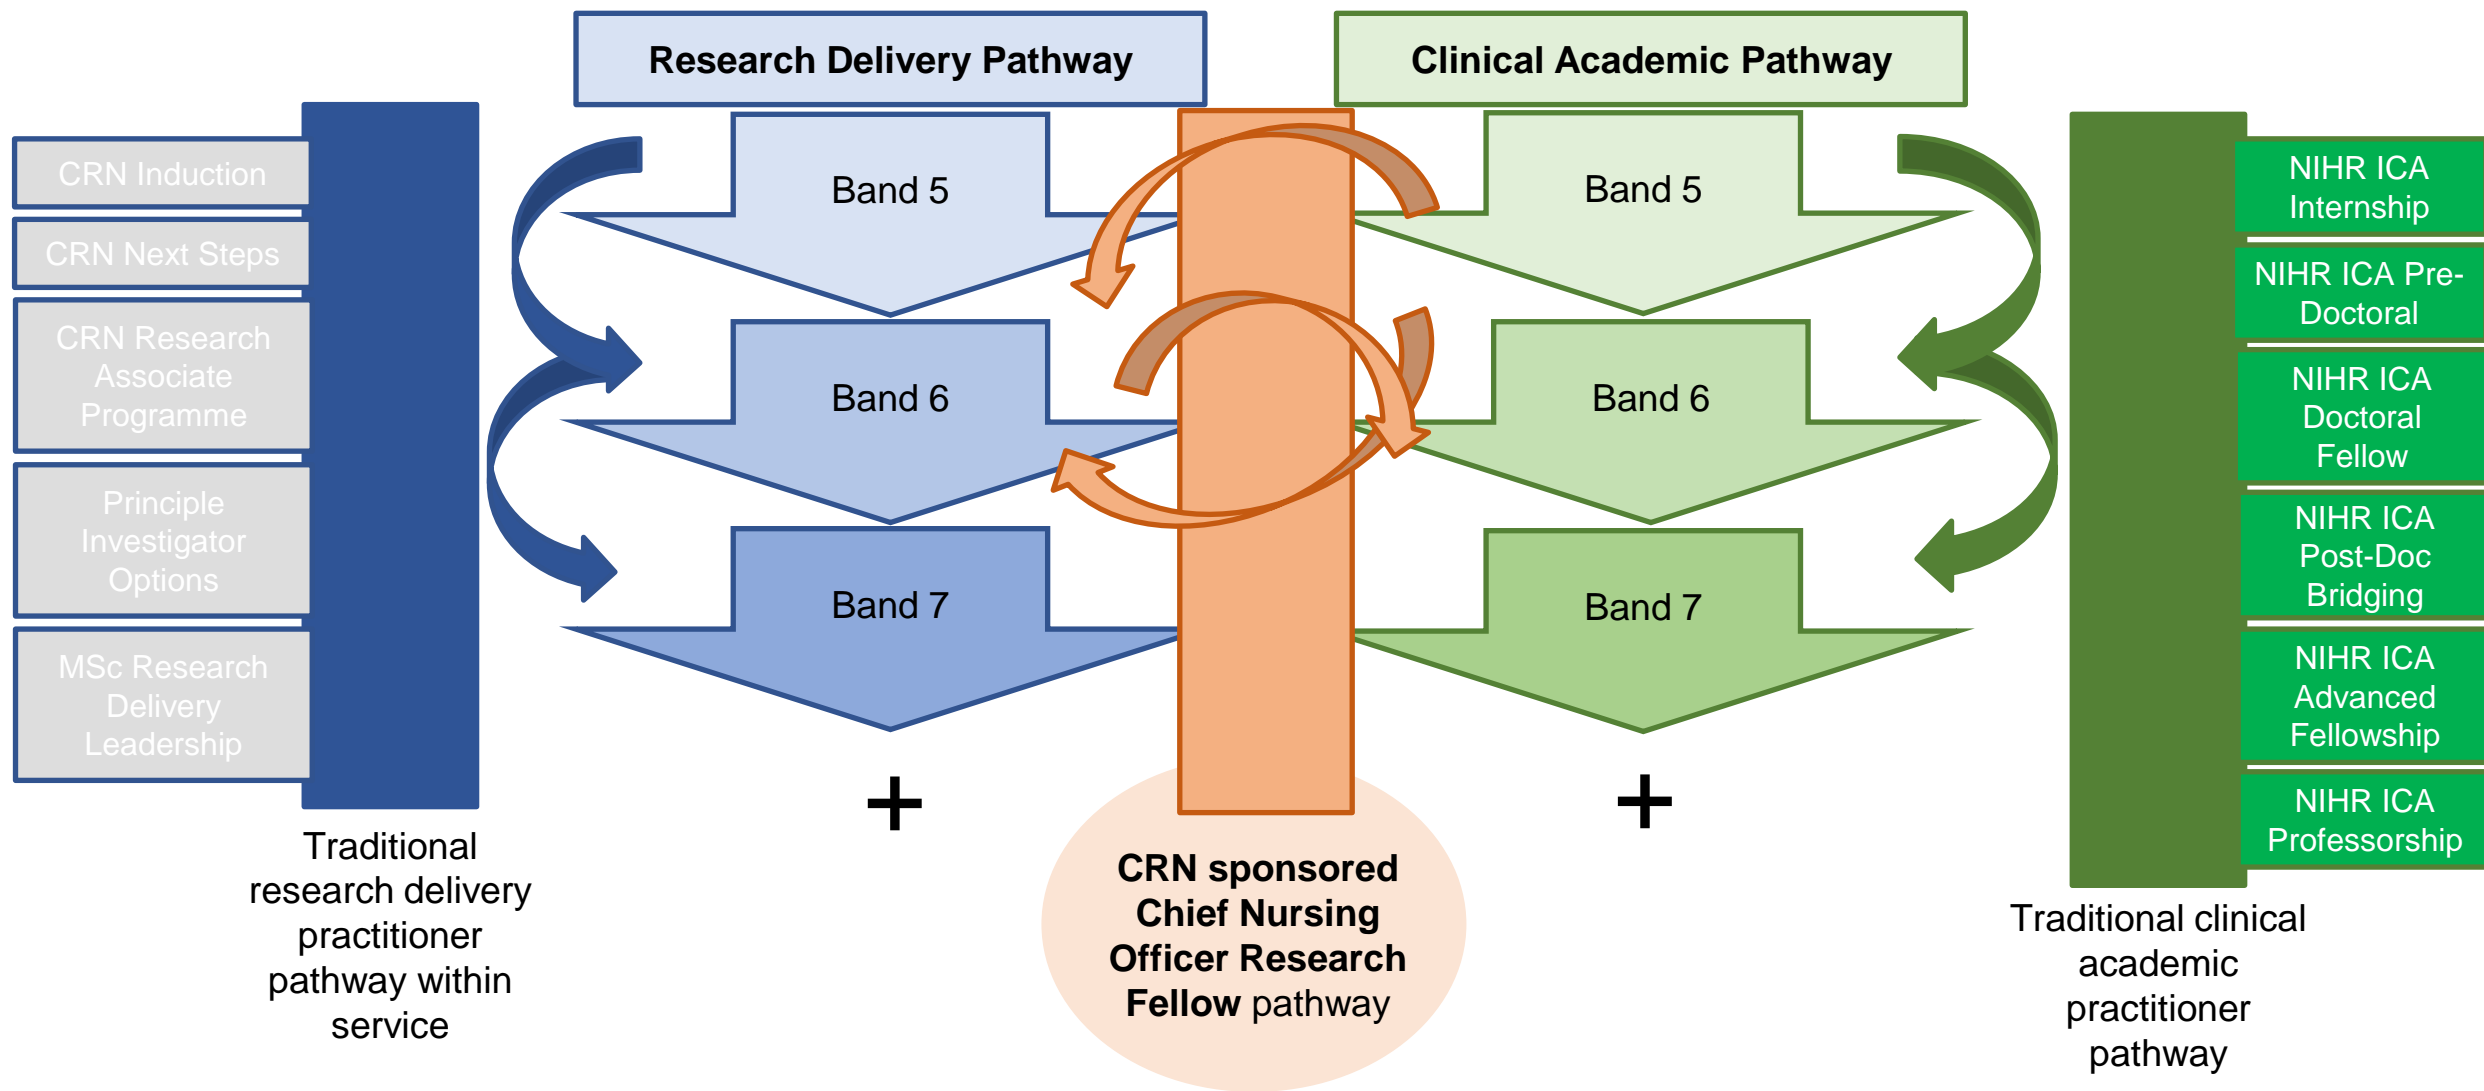 Research Delivery Pathway
Clinical Academic Pathway
CRN Induction
CRN Next Steps
CRN Research
Associate
Programme
Principle
Investigator
Options
MSc Research
Delivery
Leadership
Traditional
research delivery
practitioner
pathway within
service
Band 5
Band 6
Band 7
+
CRN sponsored
Chief Nursing
Officer Research
Fellow pathway
Band 5
Band 6
Band 7
+
NIHR ICA
Internship
NIHR ICA Pre-
Doctoral
NIHR ICA
Doctoral
Fellow
NIHR ICA
Post-Doc
Bridging
NIHR ICA
Advanced
Fellowship
NIHR ICA
Professorship
Traditional clinical
academic
practitioner
pathway